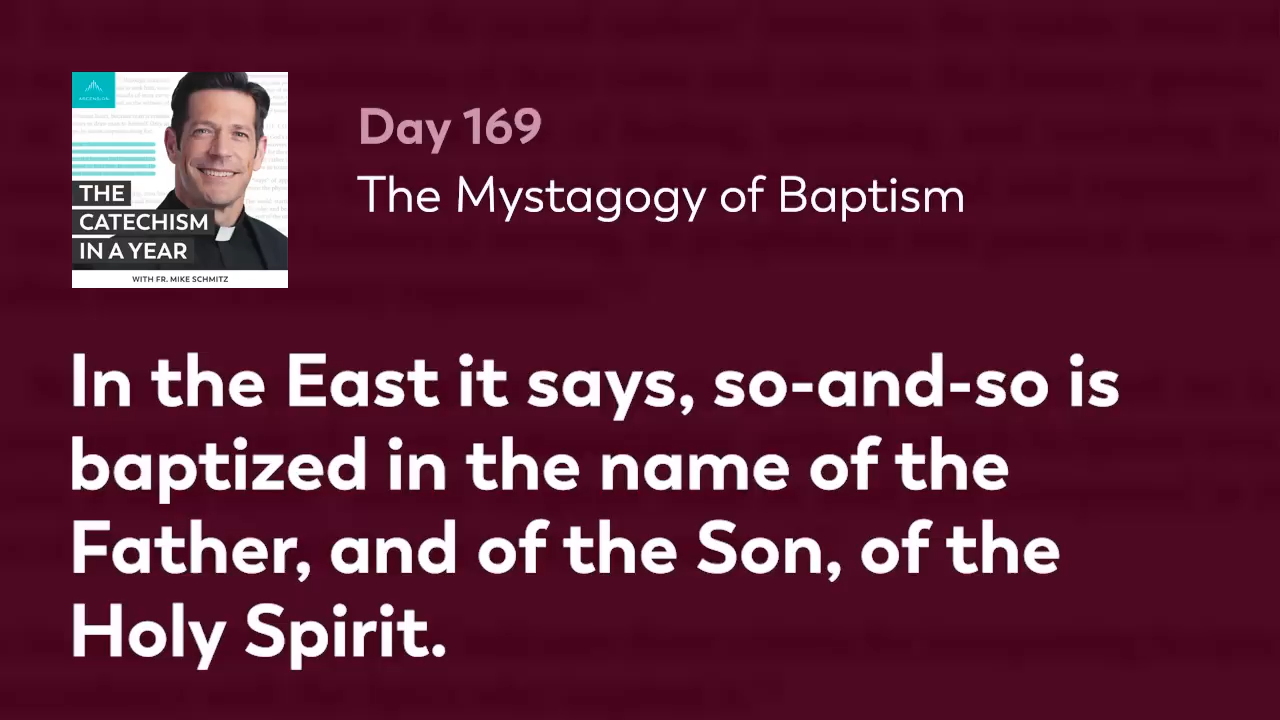 ASCENSION
THE
CATECHISM
IN A YEAR
WITH FR. MIKE SCHMITZ
Day 169
The Mystagogy of Baptism
In the East it says, so-and-so is
baptized in the name of the
Father, and of the Son, of the
Holy Spirit.